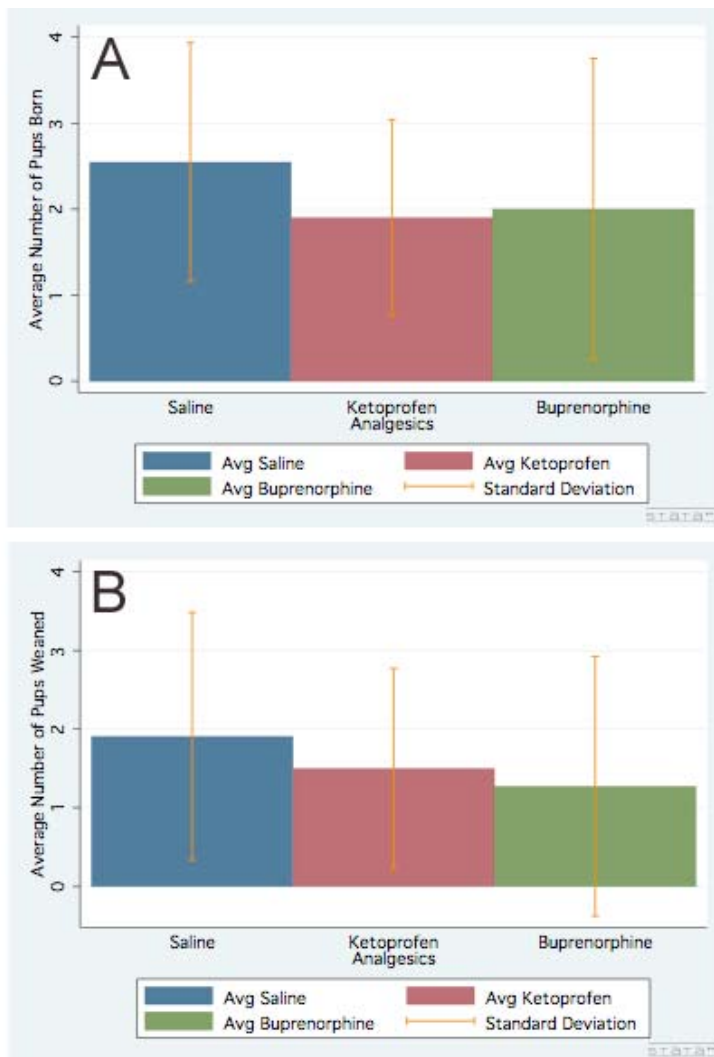 A
Average Number of Pups Born
4
3
2
1
0
Saline
Ketoprofen
Buprenorphine
Analgesics
Avg Saline
Avg Ketoprofen
Avg Buprenorphine
Standard Deviation
B
Average Number of Pups Weaned
4
3
2
1
0
Saline
Ketoprofen
Buprenorphine
Analgesics
Avg Saline
Avg Ketoprofen
Avg Buprenorphine
Standard Deviation